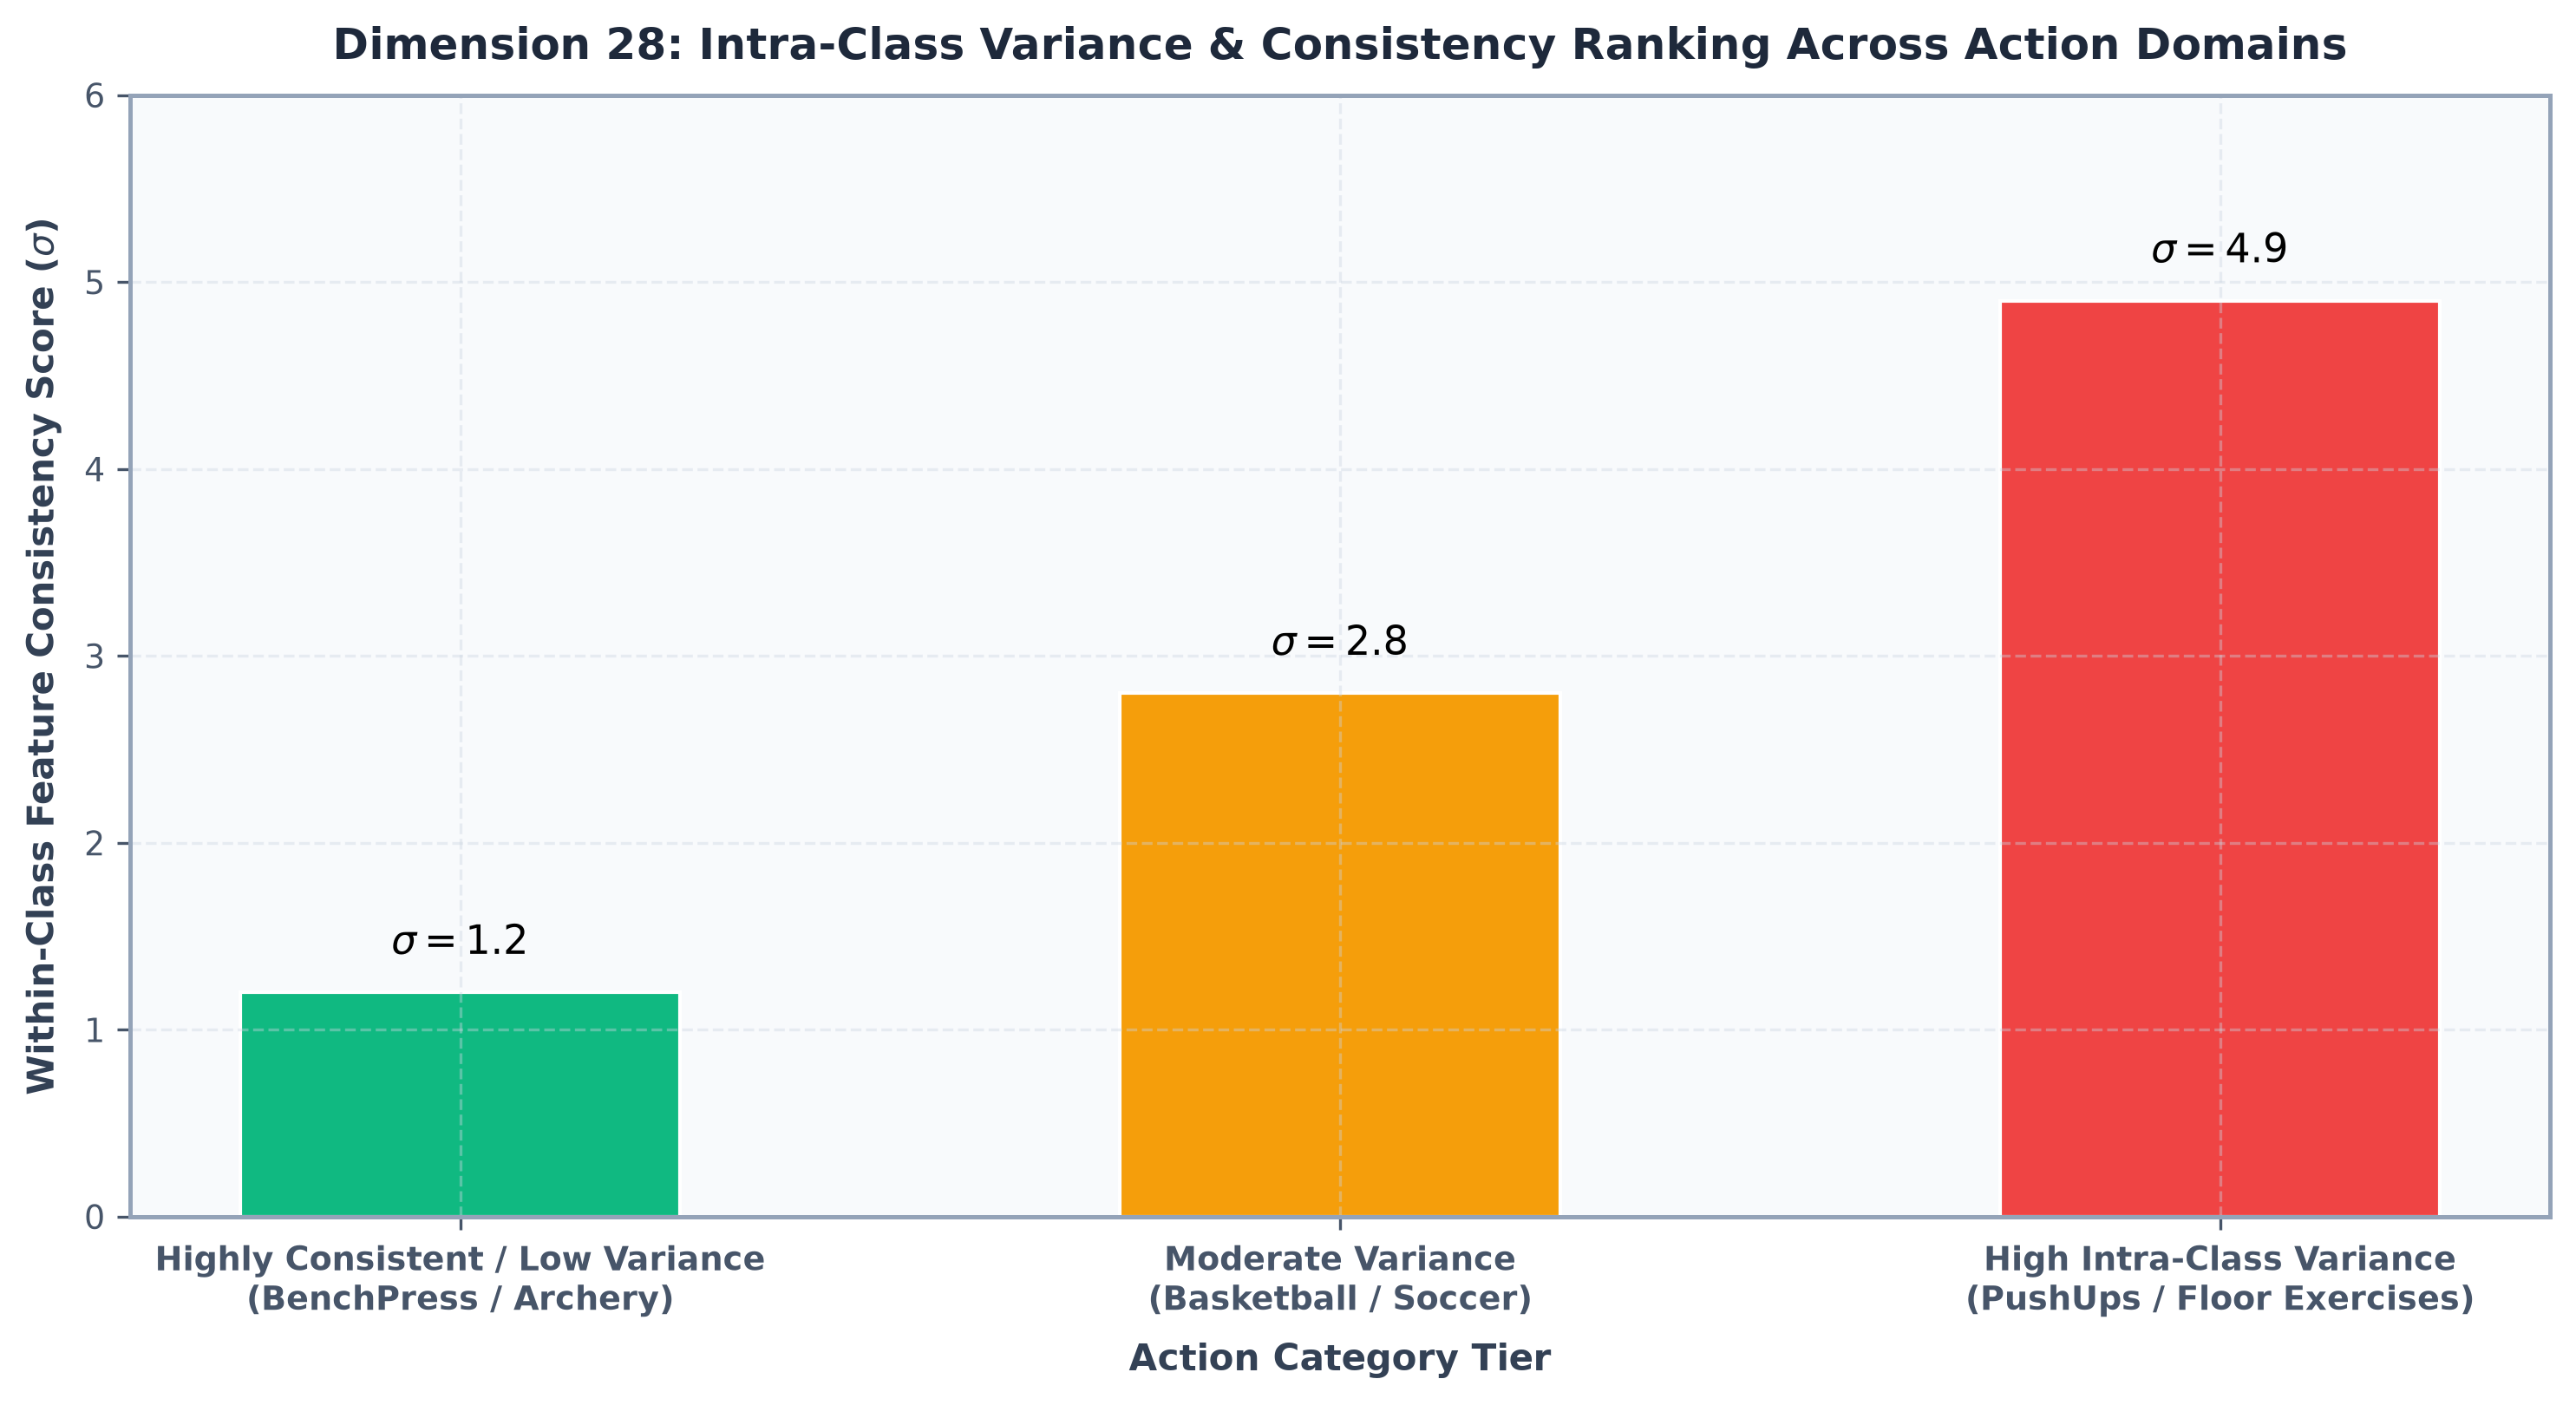 Dimension 28: Intra-Class Variance & Consistency Ranking Across Action Domains
Within-Class Feature Consistency Score (σ)
6
5
4
3
2
1
0
σ = 1.2
σ = 2.8
σ = 4.9
Highly Consistent / Low Variance
(BenchPress / Archery)
Moderate Variance
(Basketball / Soccer)
High Intra-Class Variance
(PushUps / Floor Exercises)
Action Category Tier